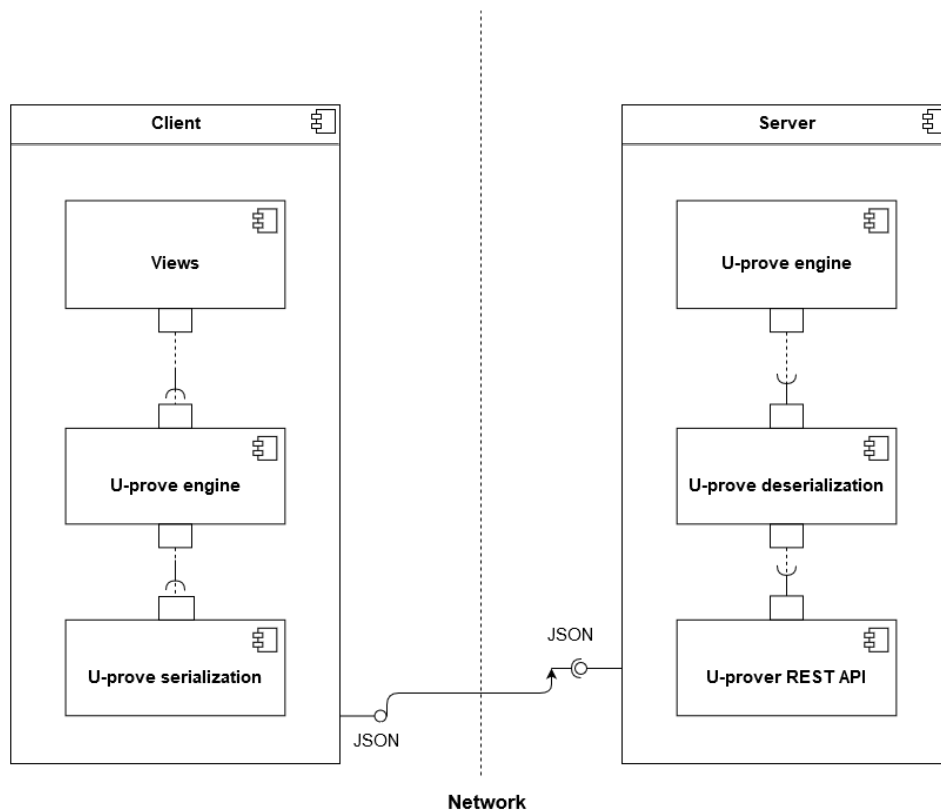 Client
Server
Views
U-prove engine
U-prove engine
U-prove deserialization
U-prove serialization
JSON
U-prover REST API
JSON
Network